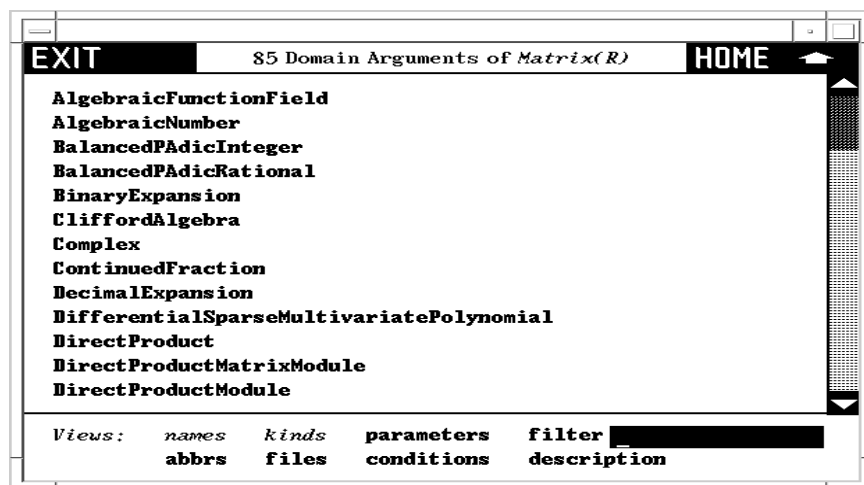 EXIT 85 Domain Arguments of Matrix(R) HOME
AlgebraicFunctionField
AlgebraicNumber
BalancedPAdicInteger
BalancedPAdicRational
BinaryExpansion
CliffordAlgebra
Complex
ContinuedFraction
DecimalExpansion
DifferentialSparseMultivariatePolynomial
DirectProduct
DirectProductMatrixModule
DirectProductModule
Views: names kinds parameters filter _
abbrs files conditions description